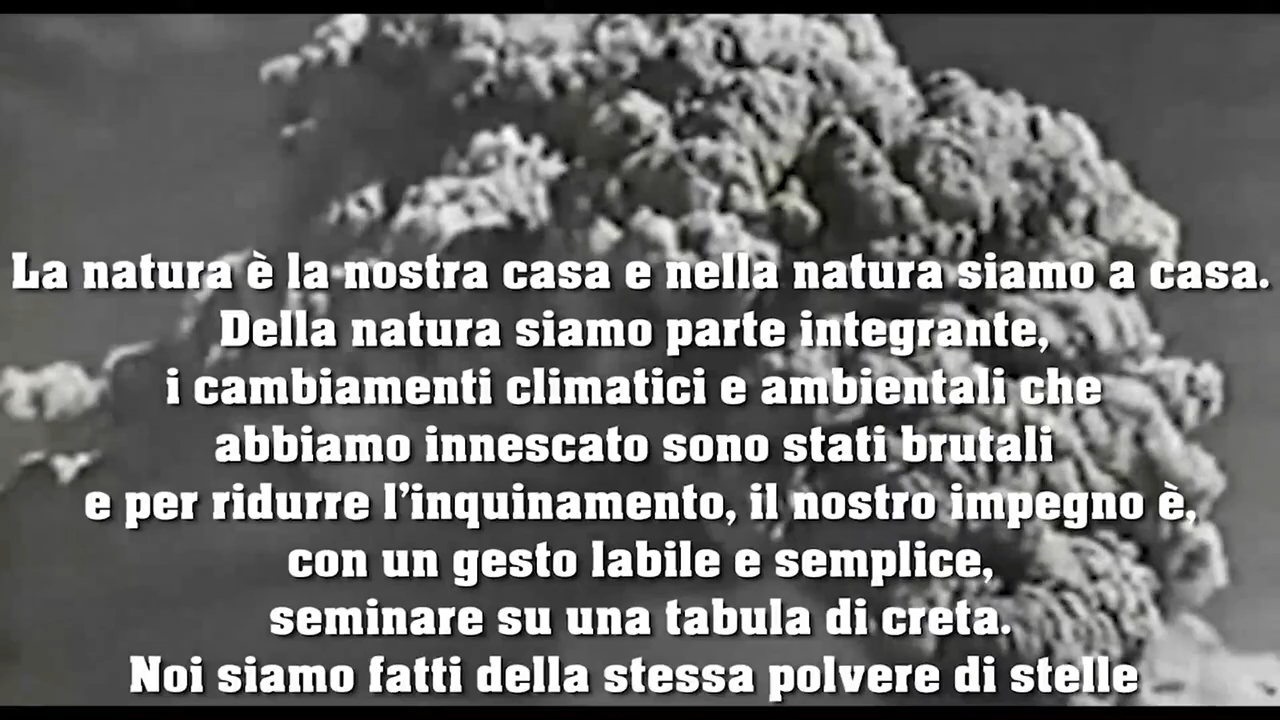 La natura è la nostra casa e nella natura siamo a casa.
Della natura siamo parte integrante,
i cambiamenti climatici e ambientali che
abbiamo innescato sono stati brutali
e per ridurre l'inquinamento, il nostro impegno è,
con un gesto labile e semplice,
seminare su una tabula di creta.
Noi siamo fatti della stessa polvere di stelle